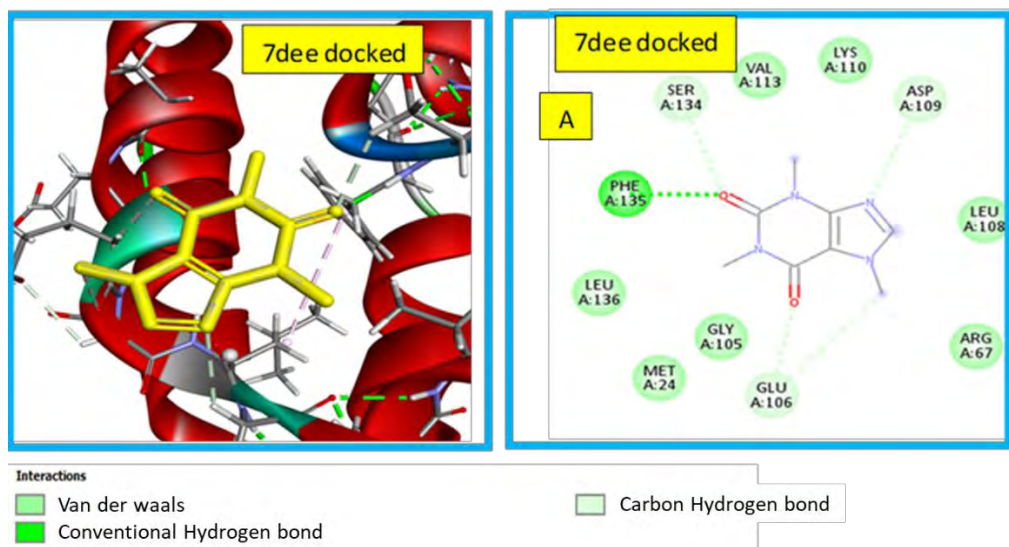 7dee docked
7dee docked
A
SER
A:134
VAL
A:113
LYS
A:110
ASP
A:109
PHE
A:135
N
N
N
N
O
O
LEU
A:108
LEU
A:136
GLY
A:105
MET
A:24
GLU
A:106
ARG
A:67
Interactions
Van der waals
Conventional Hydrogen bond
Carbon Hydrogen bond